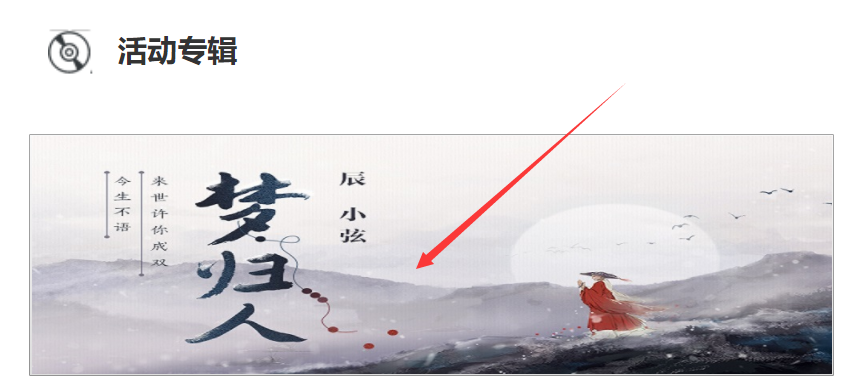 活动专辑
今生不语
来世许你成双
梦归人
辰小弦